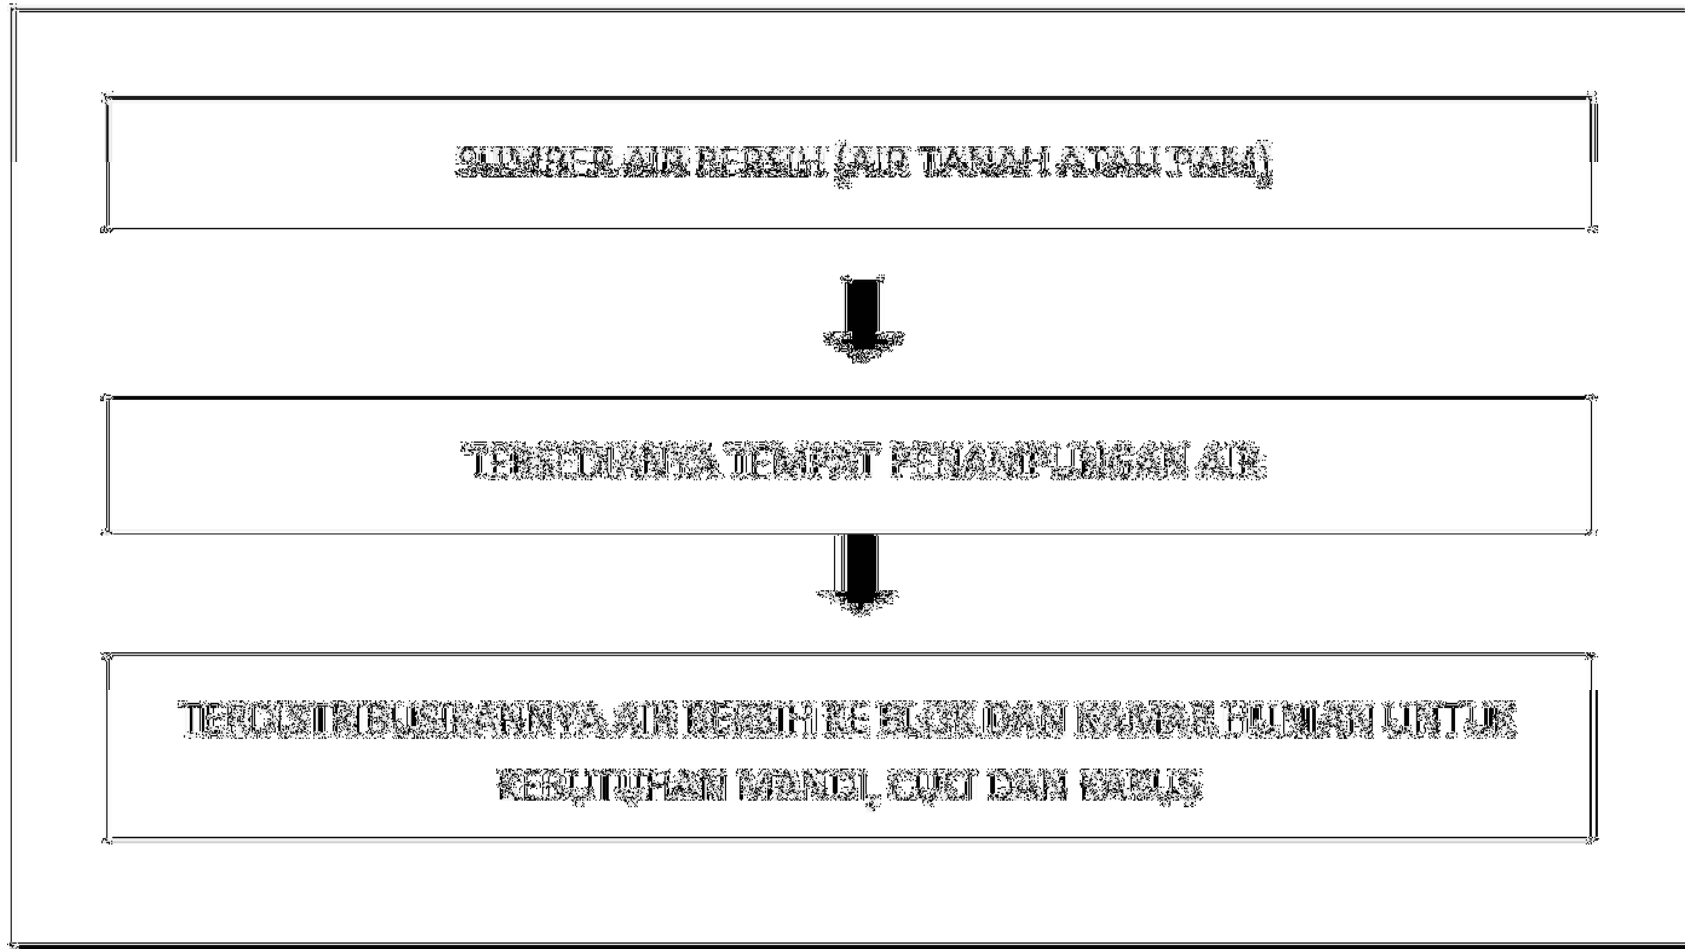 SUMBER AIR BERSIH (AIR TANAH ATAU PAM)
TERSEDIANYA TEMPAT PENAMPUNGAN AIR
TERDISTRIBUSIKANNYA AIR BERSIH KE BLOK DAN KAMAR HUNIAN UNTUK
KEBUTUHAN MANDI, CUCI DAN KAKUS